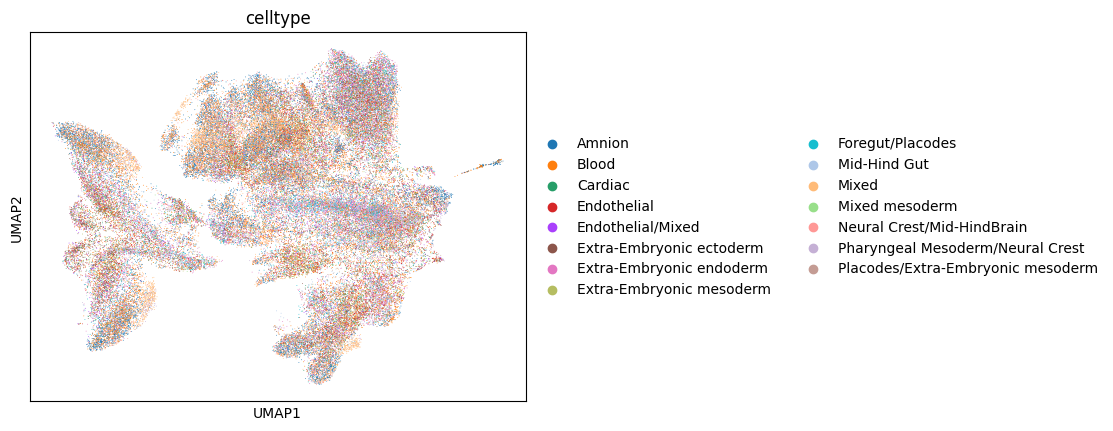 celltype
UMAP2
UMAP1
Amnion
Blood
Cardiac
Endothelial
Endothelial/Mixed
Extra-Embryonic ectoderm
Extra-Embryonic endoderm
Extra-Embryonic mesoderm
Foregut/Placodes
Mid-Hind Gut
Mixed
Mixed mesoderm
Neural Crest/Mid-HindBrain
Pharyngeal Mesoderm/Neural Crest
Placodes/Extra-Embryonic mesoderm